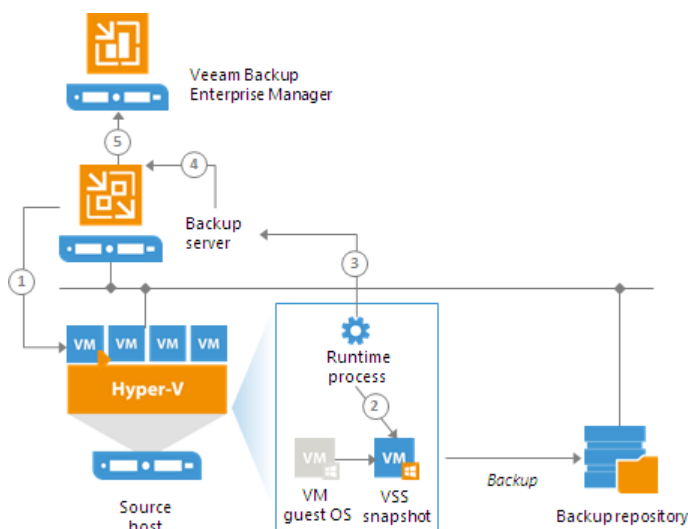 Veeam Backup
Enterprise Manager
5
4
Backup
server
3
1
VM VM VM VM
Hyper-V
Runtime
process
2
VM VM
VM
guest OS
VSS
snapshot
Source
host
Backup
Backup repository